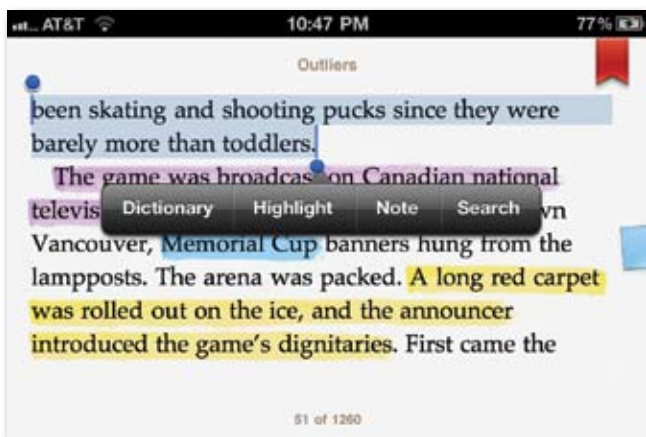 AT&T 10:47 PM 77%
Outliers
been skating and shooting pucks since they were
barely more than toddlers.
The game was broadcast on Canadian national
televis
Dictionary Highlight Note Search
wn
Vancouver, Memorial Cup banners hung from the
lampposts. The arena was packed. A long red carpet
was rolled out on the ice, and the announcer
introduced the game's dignitaries. First came the
51 of 1260